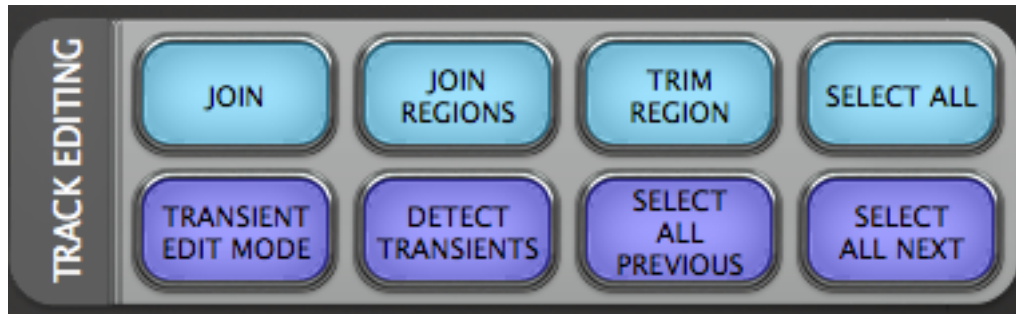 TRACK EDITING
JOIN
JOIN
REGIONS
TRIM
REGION
SELECT ALL
TRANSIENT
EDIT MODE
DETECT
TRANSIENTS
SELECT
ALL
PREVIOUS
SELECT
ALL NEXT